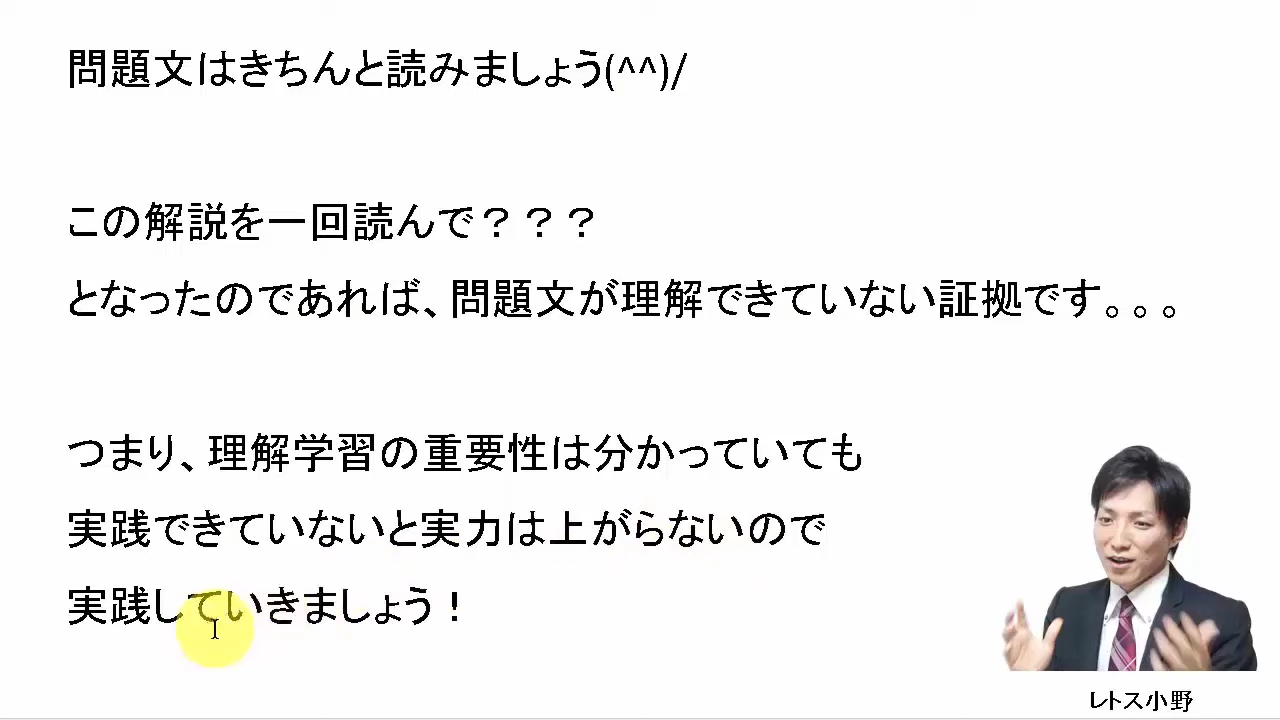 問題文はきちんと読みましょう(^^)/
この解説を一回読んで？？？
となったのであれば、問題文が理解できていない証拠です。。。
つまり、理解学習の重要性は分かっていても
実践できていないと実力は上がらないので
実践していきましょう！
レトス小野